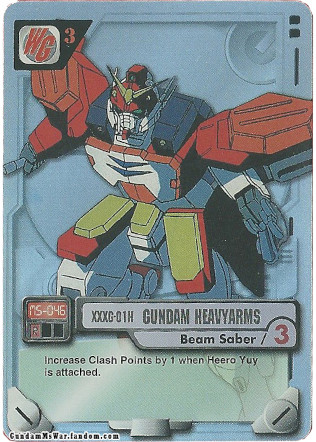 WG 3
MS-046
R
XXXG-01H GUNDAM HEAVYARMS
Beam Saber / 3
Increase Clash Points by 1 when Heero Yuy
is attached.
GundamMsWar.fandom.com